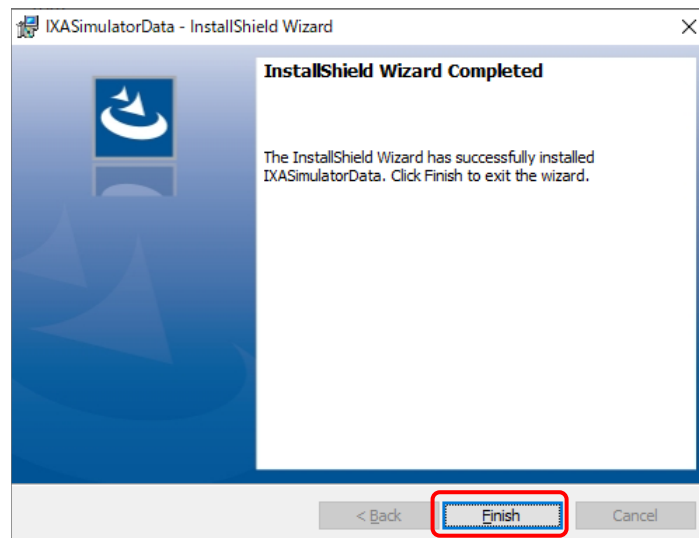 IXASimulatorData - InstallShield Wizard
InstallShield Wizard Completed
The InstallShield Wizard has successfully installed
IXASimulatorData. Click Finish to exit the wizard.
< Back Finish Cancel